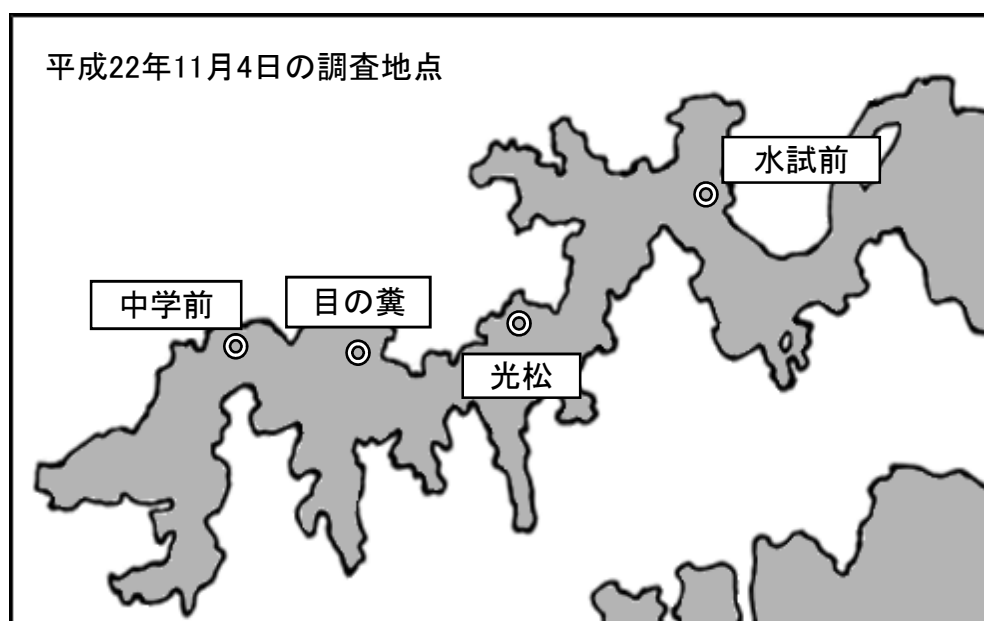 平成22年11月4日の調査地点
水試前
中学前
目の糞
光松